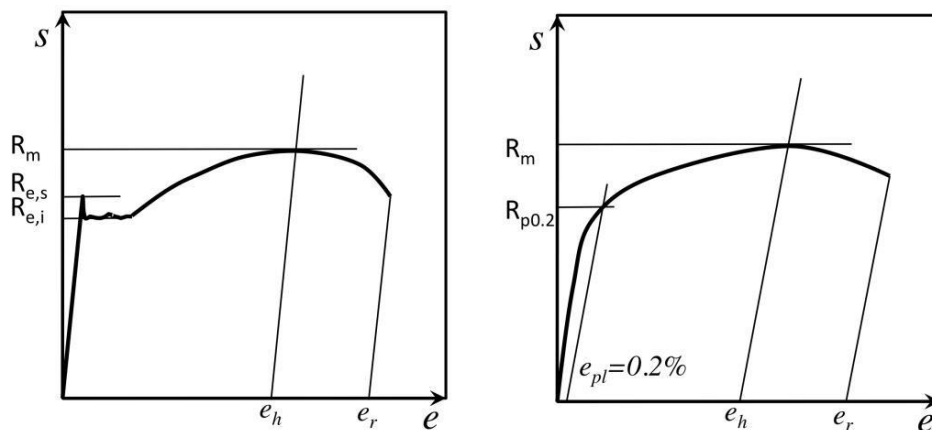 s
R_m
R_e,s
R_e,i
e_h
e_r
e
s
R_m
R_p0.2
e_pl=0.2%
e_h
e_r
e